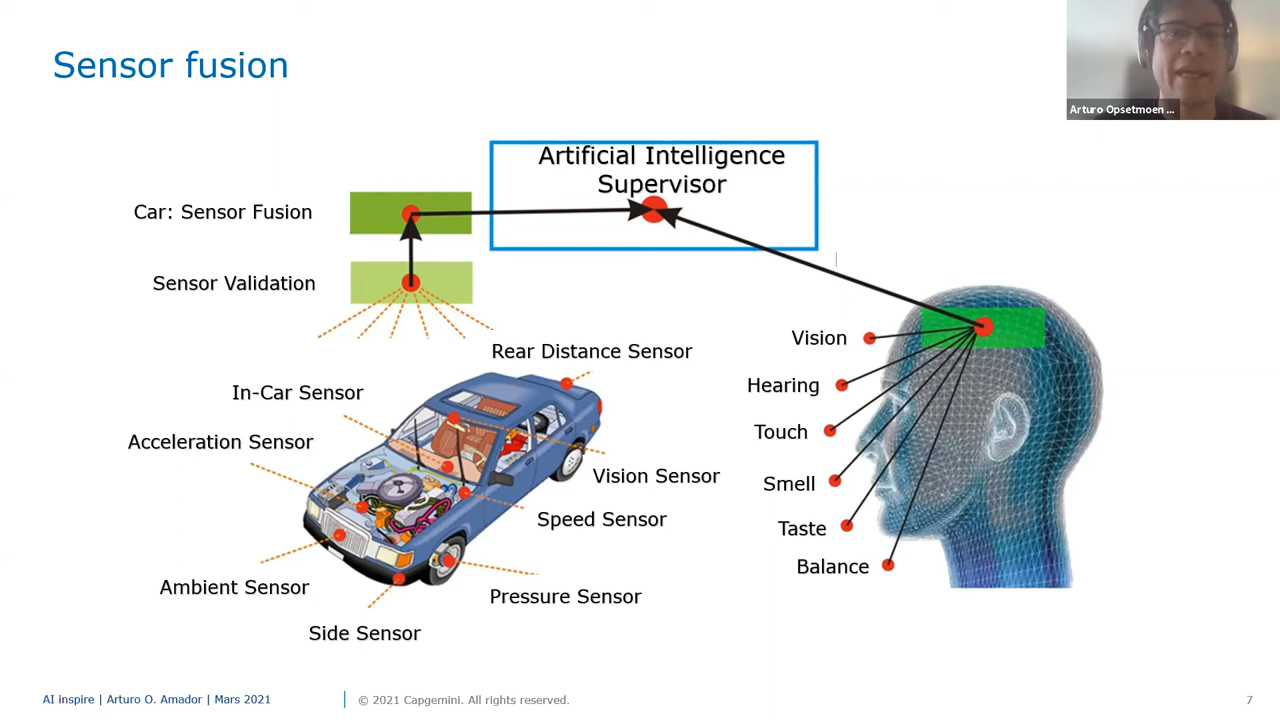 Sensor fusion
Arturo Opsetmoen ...
Artificial Intelligence
Supervisor
Car: Sensor Fusion
Sensor Validation
Rear Distance Sensor
In-Car Sensor
Acceleration Sensor
Vision Sensor
Speed Sensor
Ambient Sensor
Pressure Sensor
Side Sensor
Vision
Hearing
Touch
Smell
Taste
Balance
AI inspire | Arturo O. Amador | Mars 2021
© 2021 Capgemini. All rights reserved.
7